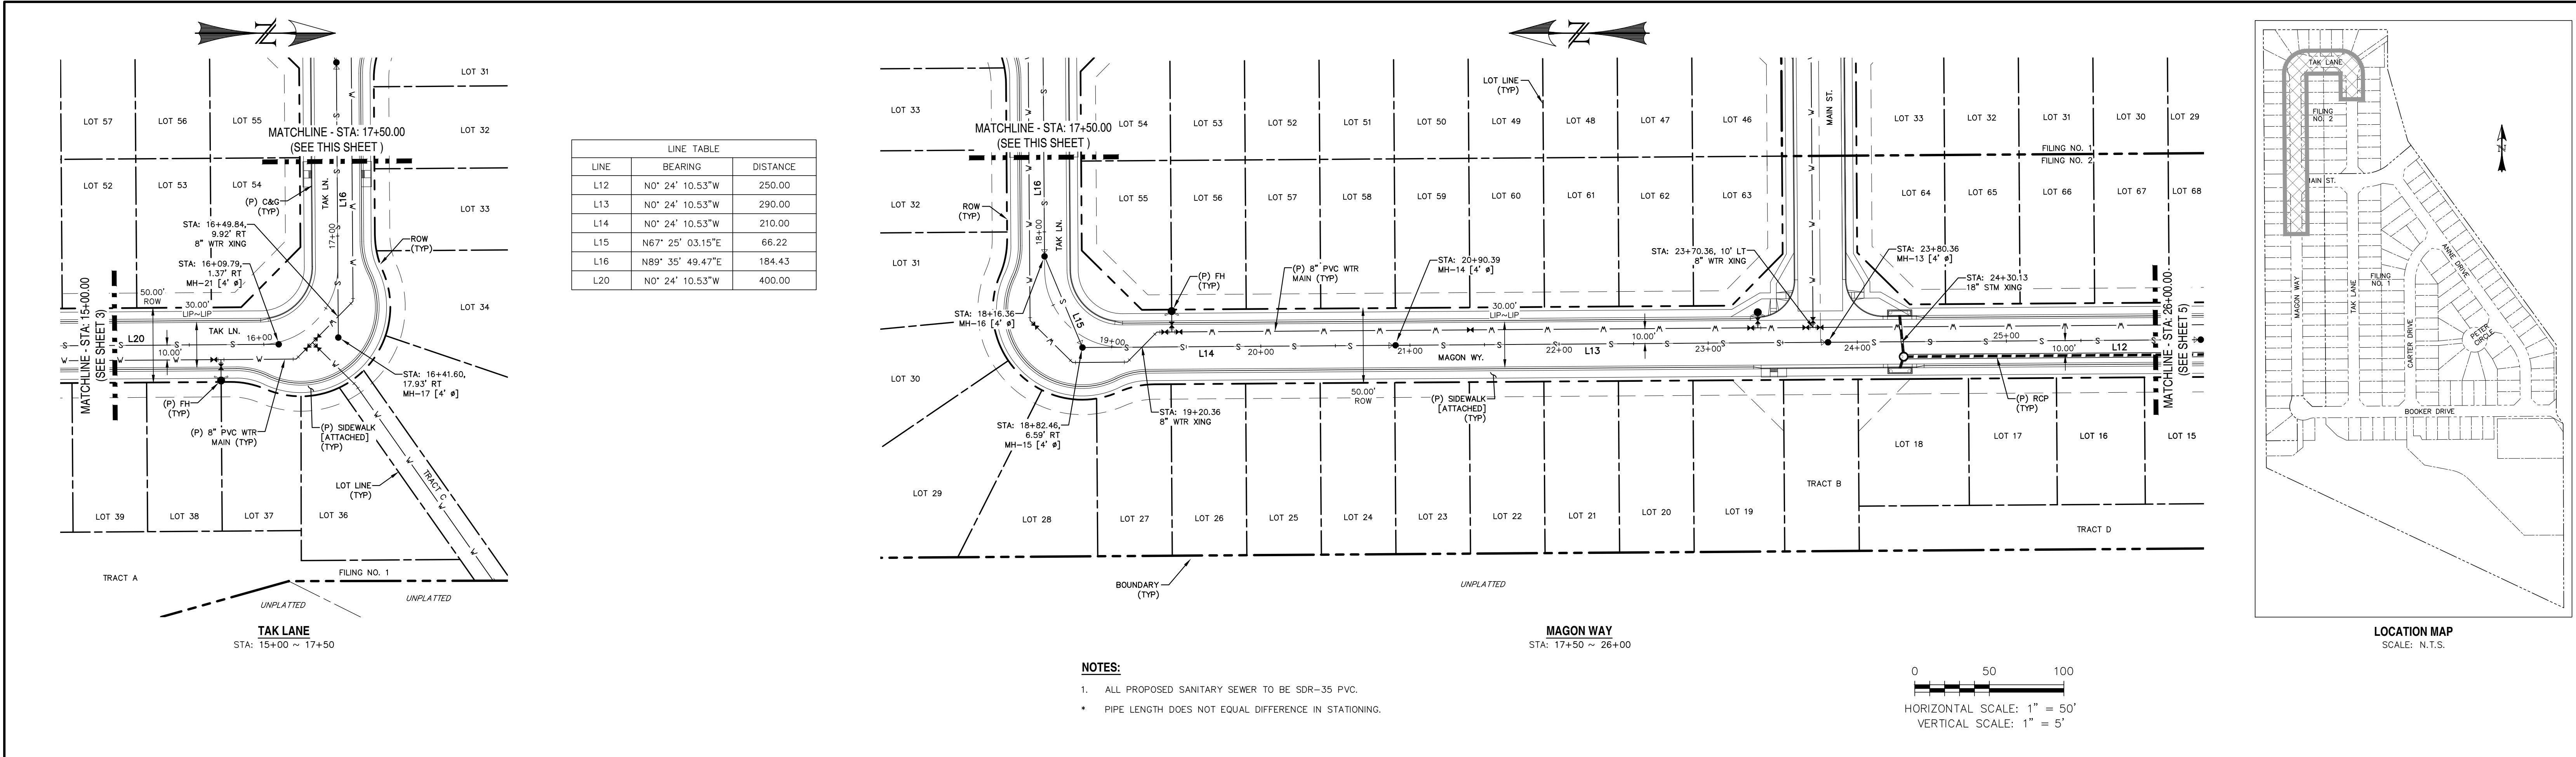 N
LOT 31
LOT 57
LOT 56
LOT 55
MATCHLINE - STA: 17+50.00
(SEE THIS SHEET )
LOT 32
LOT 52
LOT 53
LOT 54
(P) C&G
(TYP)
TAK LN.
L16
LOT 33
STA: 16+49.84,
9.92' RT
8" WTR XING
17+00
ROW
(TYP)
STA: 16+09.79,
1.37' RT
MH-21 [4' ø]
MATCHLINE - STA: 15+00.00
(SEE SHEET 3)
50.00'
ROW
30.00'
LIP~LIP
LOT 34
L20
TAK LN.
16+00
10.00'
STA: 16+41.60,
17.93' RT
MH-17 [4' ø]
(P) FH
(TYP)
(P) 8" PVC WTR
MAIN (TYP)
(P) SIDEWALK
[ATTACHED]
(TYP)
LOT LINE
(TYP)
TRACT C
LOT 39
LOT 38
LOT 37
LOT 36
TRACT A
FILING NO. 1
UNPLATTED
UNPLATTED
TAK LANE
STA: 15+00 ~ 17+50
LINE TABLE
LINE BEARING DISTANCE
L12 N0° 24' 10.53"W 250.00
L13 N0° 24' 10.53"W 290.00
L14 N0° 24' 10.53"W 210.00
L15 N67° 25' 03.15"E 66.22
L16 N89° 35' 49.47"E 184.43
L20 N0° 24' 10.53"W 400.00
N
LOT LINE
(TYP)
MAIN ST.
LOT 33
MATCHLINE - STA: 17+50.00
(SEE THIS SHEET )
LOT 54
LOT 53
LOT 52
LOT 51
LOT 50
LOT 49
LOT 48
LOT 47
LOT 46
LOT 33
LOT 32
LOT 31
LOT 30
LOT 29
FILING NO. 1
FILING NO. 2
LOT 32
ROW
(TYP)
L16
18+00
TAK LN.
LOT 55
LOT 56
LOT 57
LOT 58
LOT 59
LOT 60
LOT 61
LOT 62
LOT 63
LOT 64
LOT 65
LOT 66
LOT 67
LOT 68
LOT 31
(P) FH
(TYP)
(P) 8" PVC WTR
MAIN (TYP)
STA: 20+90.39
MH-14 [4' ø]
STA: 23+70.36, 10' LT
8" WTR XING
STA: 23+80.36
MH-13 [4' ø]
STA: 24+30.13
18" STM XING
MATCHLINE - STA: 26+00.00
(SEE SHEET 5)
STA: 18+16.36
MH-16 [4' ø]
L15
30.00'
LIP~LIP
19+00
L14
20+00
21+00
MAGON WY.
22+00
L13
10.00'
23+00
24+00
25+00
10.00'
L12
LOT 30
50.00'
ROW
(P) SIDEWALK
[ATTACHED]
(TYP)
(P) RCP
(TYP)
STA: 19+20.36
8" WTR XING
STA: 18+82.46,
6.59' RT
MH-15 [4' ø]
LOT 29
LOT 28
LOT 27
LOT 26
LOT 25
LOT 24
LOT 23
LOT 22
LOT 21
LOT 20
LOT 19
TRACT B
LOT 18
LOT 17
LOT 16
LOT 15
TRACT D
BOUNDARY
(TYP)
UNPLATTED
MAGON WAY
STA: 17+50 ~ 26+00
NOTES:
1. ALL PROPOSED SANITARY SEWER TO BE SDR-35 PVC.
* PIPE LENGTH DOES NOT EQUAL DIFFERENCE IN STATIONING.
0 50 100
HORIZONTAL SCALE: 1" = 50'
VERTICAL SCALE: 1" = 5'
TAK LANE
FILING
NO. 2
N
MAIN ST.
MAGON WAY
TAK LANE
FILING
NO. 1
CARTER DRIVE
ANNE DRIVE
PETER
CIRCLE
BOOKER DRIVE
LOCATION MAP
SCALE: N.T.S.